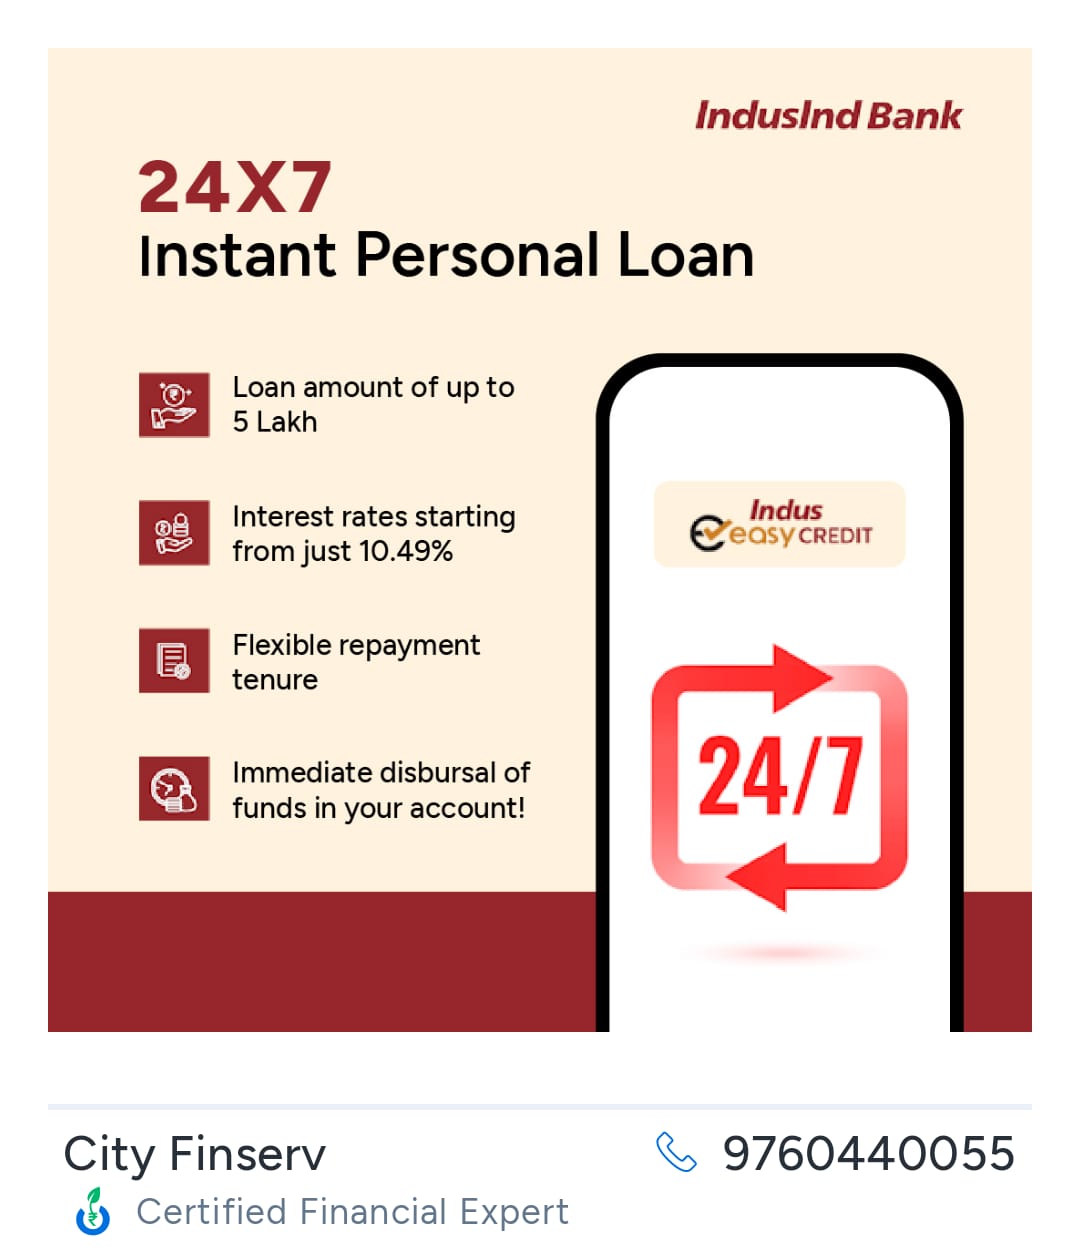 IndusInd Bank
24X7
Instant Personal Loan
Loan amount of up to
5 Lakh
Interest rates starting
from just 10.49%
Flexible repayment
tenure
Immediate disbursal of
funds in your account!
Indus
easy CREDIT
24/7
City Finserv
9760440055
Certified Financial Expert